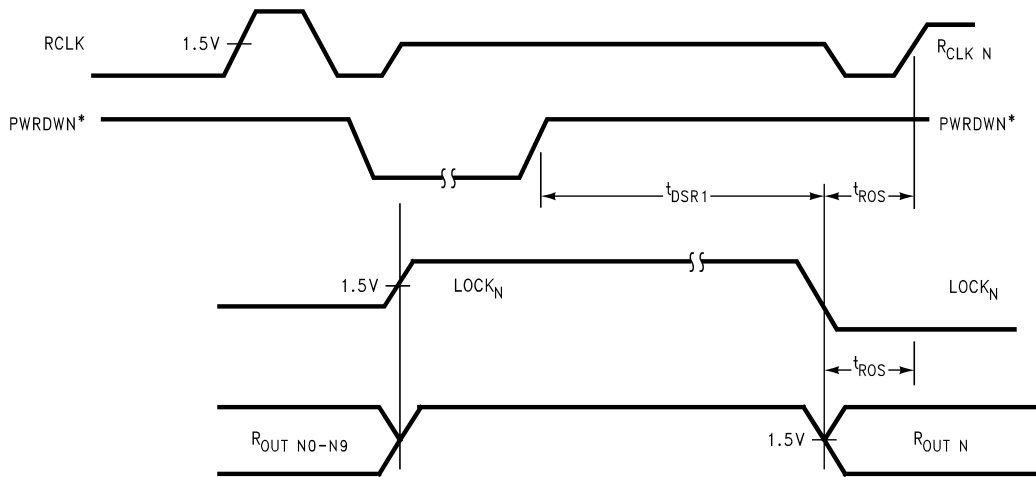 RCLK
1.5V
R_CLK N
PWRDWN*
PWRDWN*
t_DSR1
t_ROS
1.5V
LOCK_N
LOCK_N
t_ROS
R_OUT N0-N9
1.5V
R_OUT N